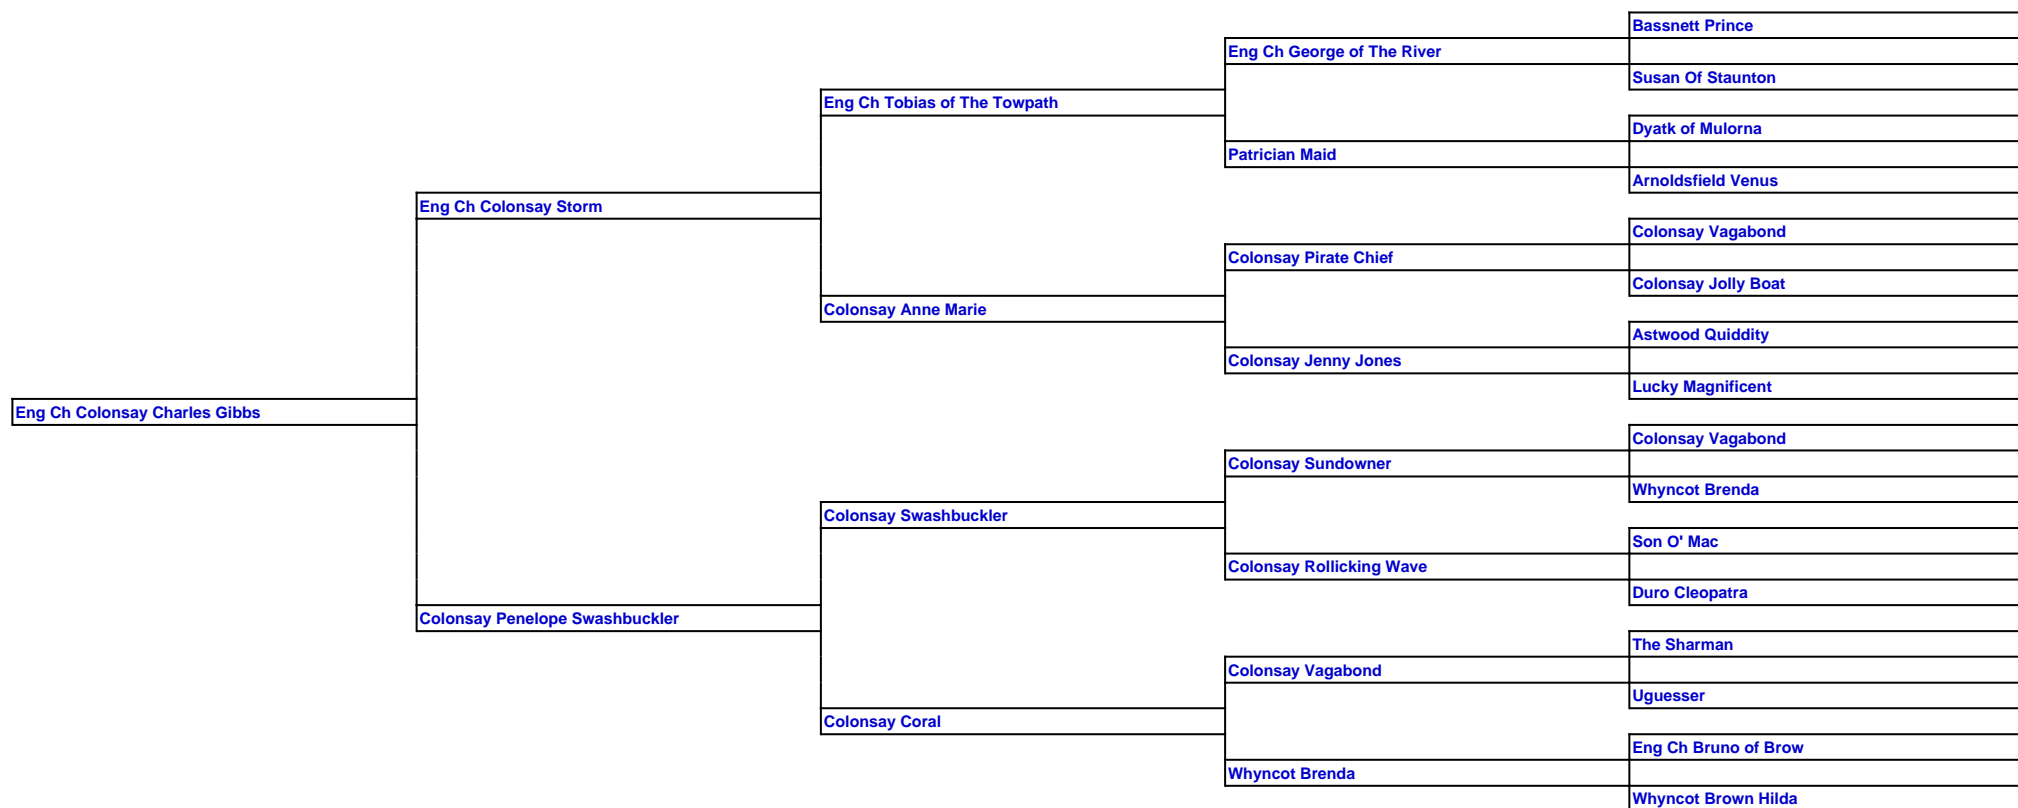 Bassnett Prince
Eng Ch George of The River
Susan Of Staunton
Eng Ch Tobias of The Towpath
Dyatk of Mulorna
Patrician Maid
Arnoldsfield Venus
Eng Ch Colonsay Storm
Colonsay Vagabond
Colonsay Pirate Chief
Colonsay Jolly Boat
Colonsay Anne Marie
Astwood Quiddity
Colonsay Jenny Jones
Lucky Magnificent
Eng Ch Colonsay Charles Gibbs
Colonsay Vagabond
Colonsay Sundowner
Whyncot Brenda
Colonsay Swashbuckler
Son O' Mac
Colonsay Rollicking Wave
Duro Cleopatra
Colonsay Penelope Swashbuckler
The Sharman
Colonsay Vagabond
Uguesser
Colonsay Coral
Eng Ch Bruno of Brow
Whyncot Brenda
Whyncot Brown Hilda